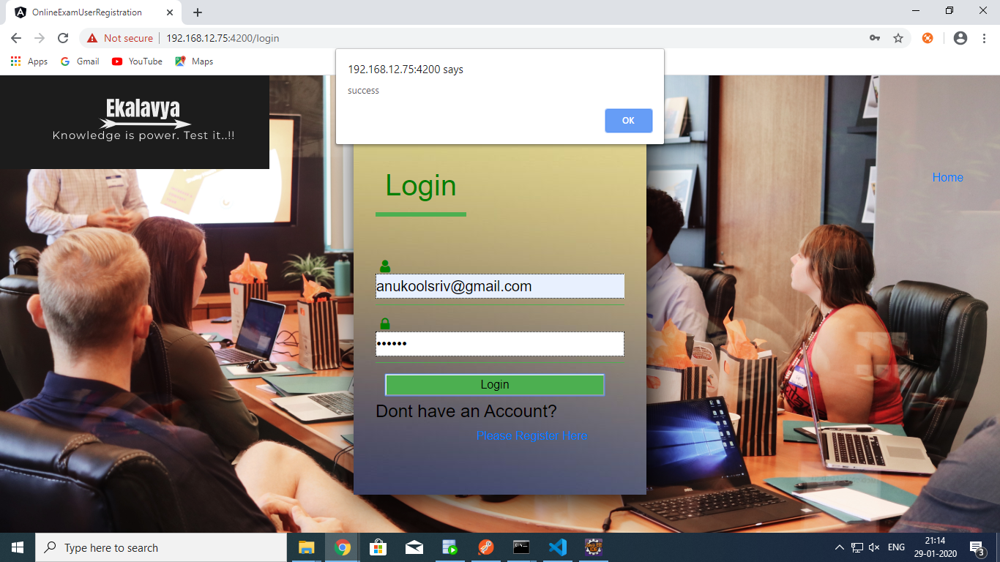 OnlineExamUserRegistration
Not secure
192.168.12.75:4200/login
Apps
Gmail
YouTube
Maps
192.168.12.75:4200 says
success
OK
Ekalavya
Knowledge is power. Test it..!!
Home
Login
anukoolsriv@gmail.com
••••••
Login
Dont have an Account?
Please Register Here
Type here to search
ENG
21:14
29-01-2020
3